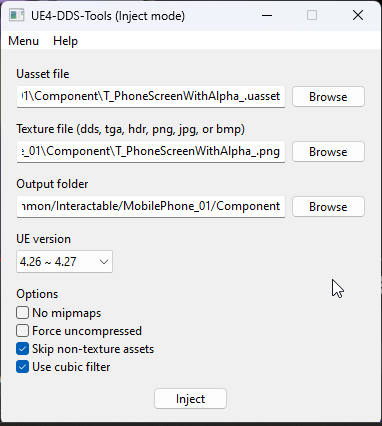 UE4-DDS-Tools (Inject mode)
Menu Help
Uasset file
01\Component\T_PhoneScreenWithAlpha_.uasset Browse
Texture file (dds, tga, hdr, png, jpg, or bmp)
e_01\Component\T_PhoneScreenWithAlpha_.png Browse
Output folder
mmon/Interactable/MobilePhone_01/Component Browse
UE version
4.26 ~ 4.27
Options
No mipmaps
Force uncompressed
Skip non-texture assets
Use cubic filter
Inject